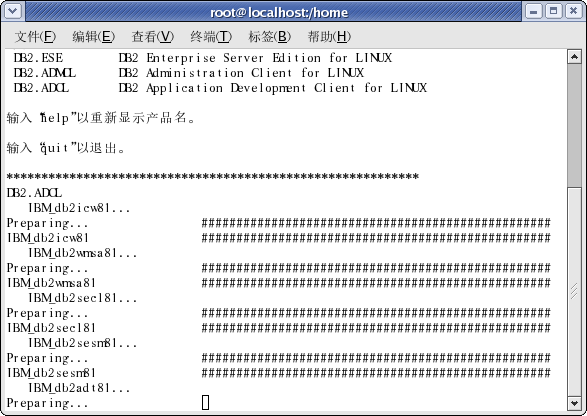 root@localhost:/home
文件(F) 编辑(E) 查看(V) 终端(T) 标签(B) 帮助(H)
DB2.ESE DB2 Enterprise Server Edition for LINUX
DB2.ADMCL DB2 Administration Client for LINUX
DB2.ADCL DB2 Application Development Client for LINUX
输入 “help”以重新显示产品名。
输入 “quit”以退出。
***********************************************************
DB2.ADCL
IBM_db2icw81...
Preparing... ##################################################
IBM_db2icw81 ##################################################
IBM_db2wmsa81...
Preparing... ##################################################
IBM_db2wmsa81 ##################################################
IBM_db2secl81...
Preparing... ##################################################
IBM_db2secl81 ##################################################
IBM_db2sesm81...
Preparing... ##################################################
IBM_db2sesm81 ##################################################
IBM_db2adt81...
Preparing...